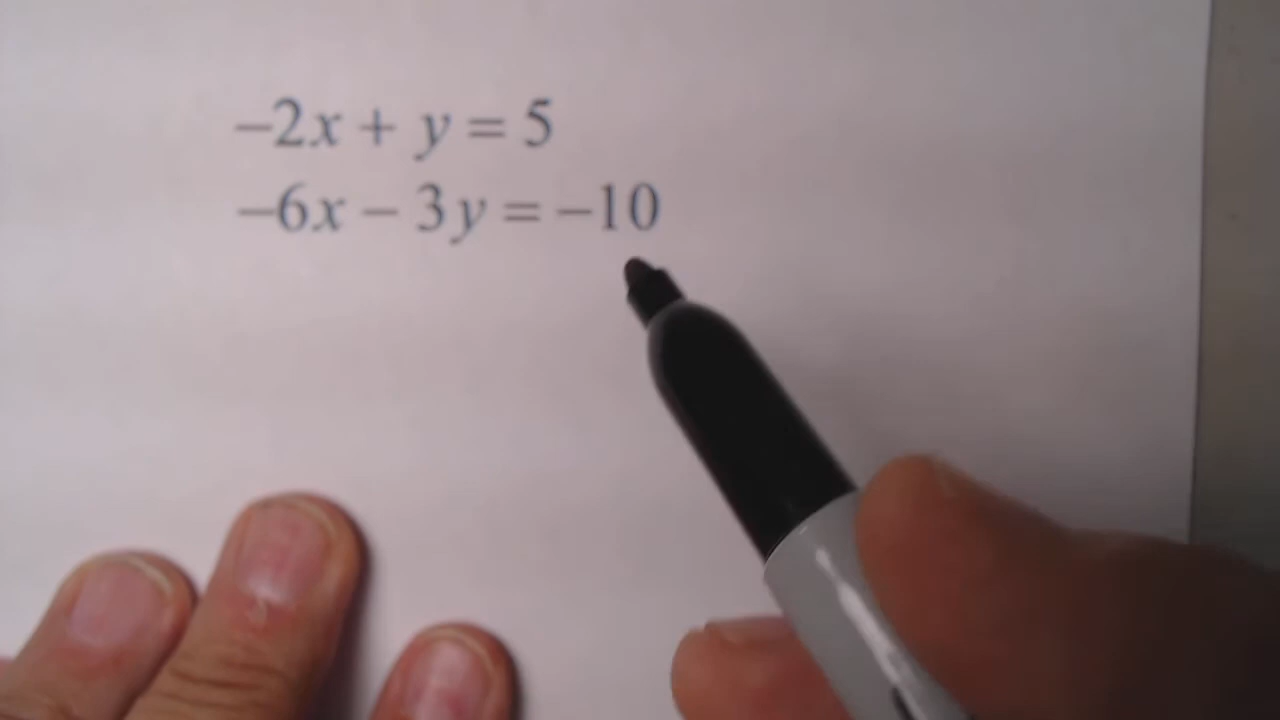 −2x + y = 5
−6x − 3y = −10